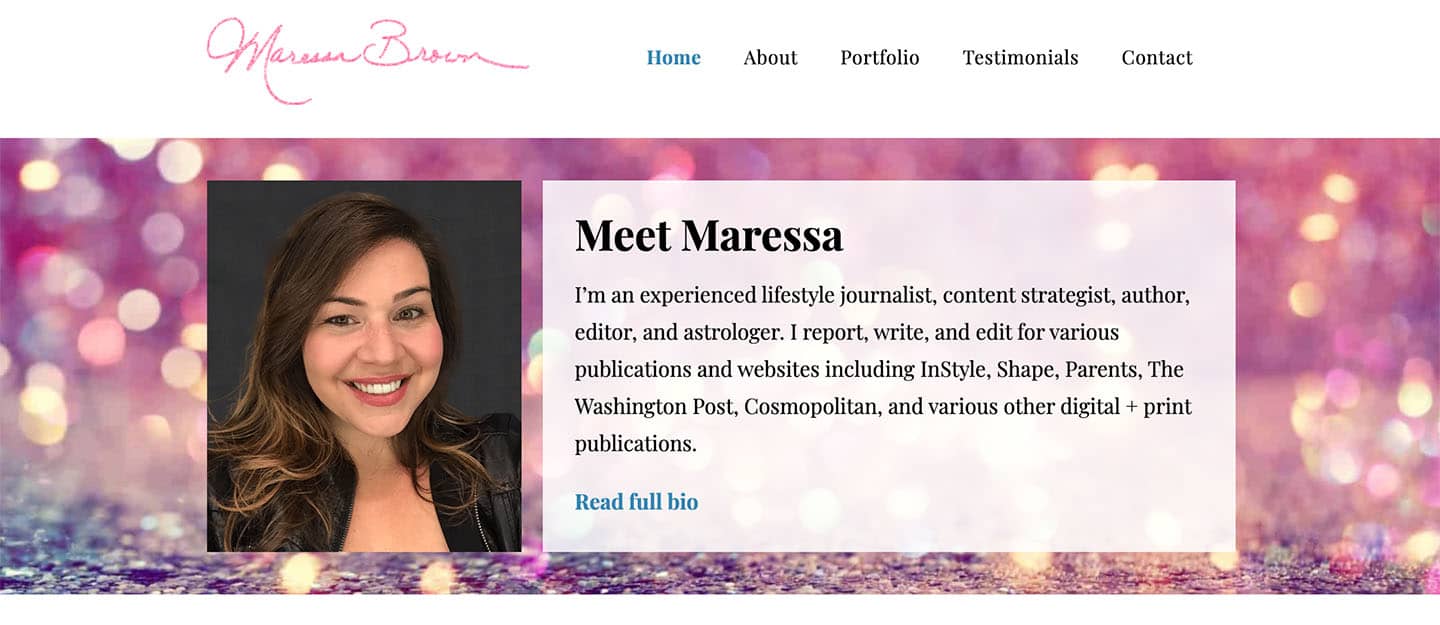 Maressa Brown
Home About Portfolio Testimonials Contact
Meet Maressa
I’m an experienced lifestyle journalist, content strategist, author,
editor, and astrologer. I report, write, and edit for various
publications and websites including InStyle, Shape, Parents, The
Washington Post, Cosmopolitan, and various other digital + print
publications.
Read full bio